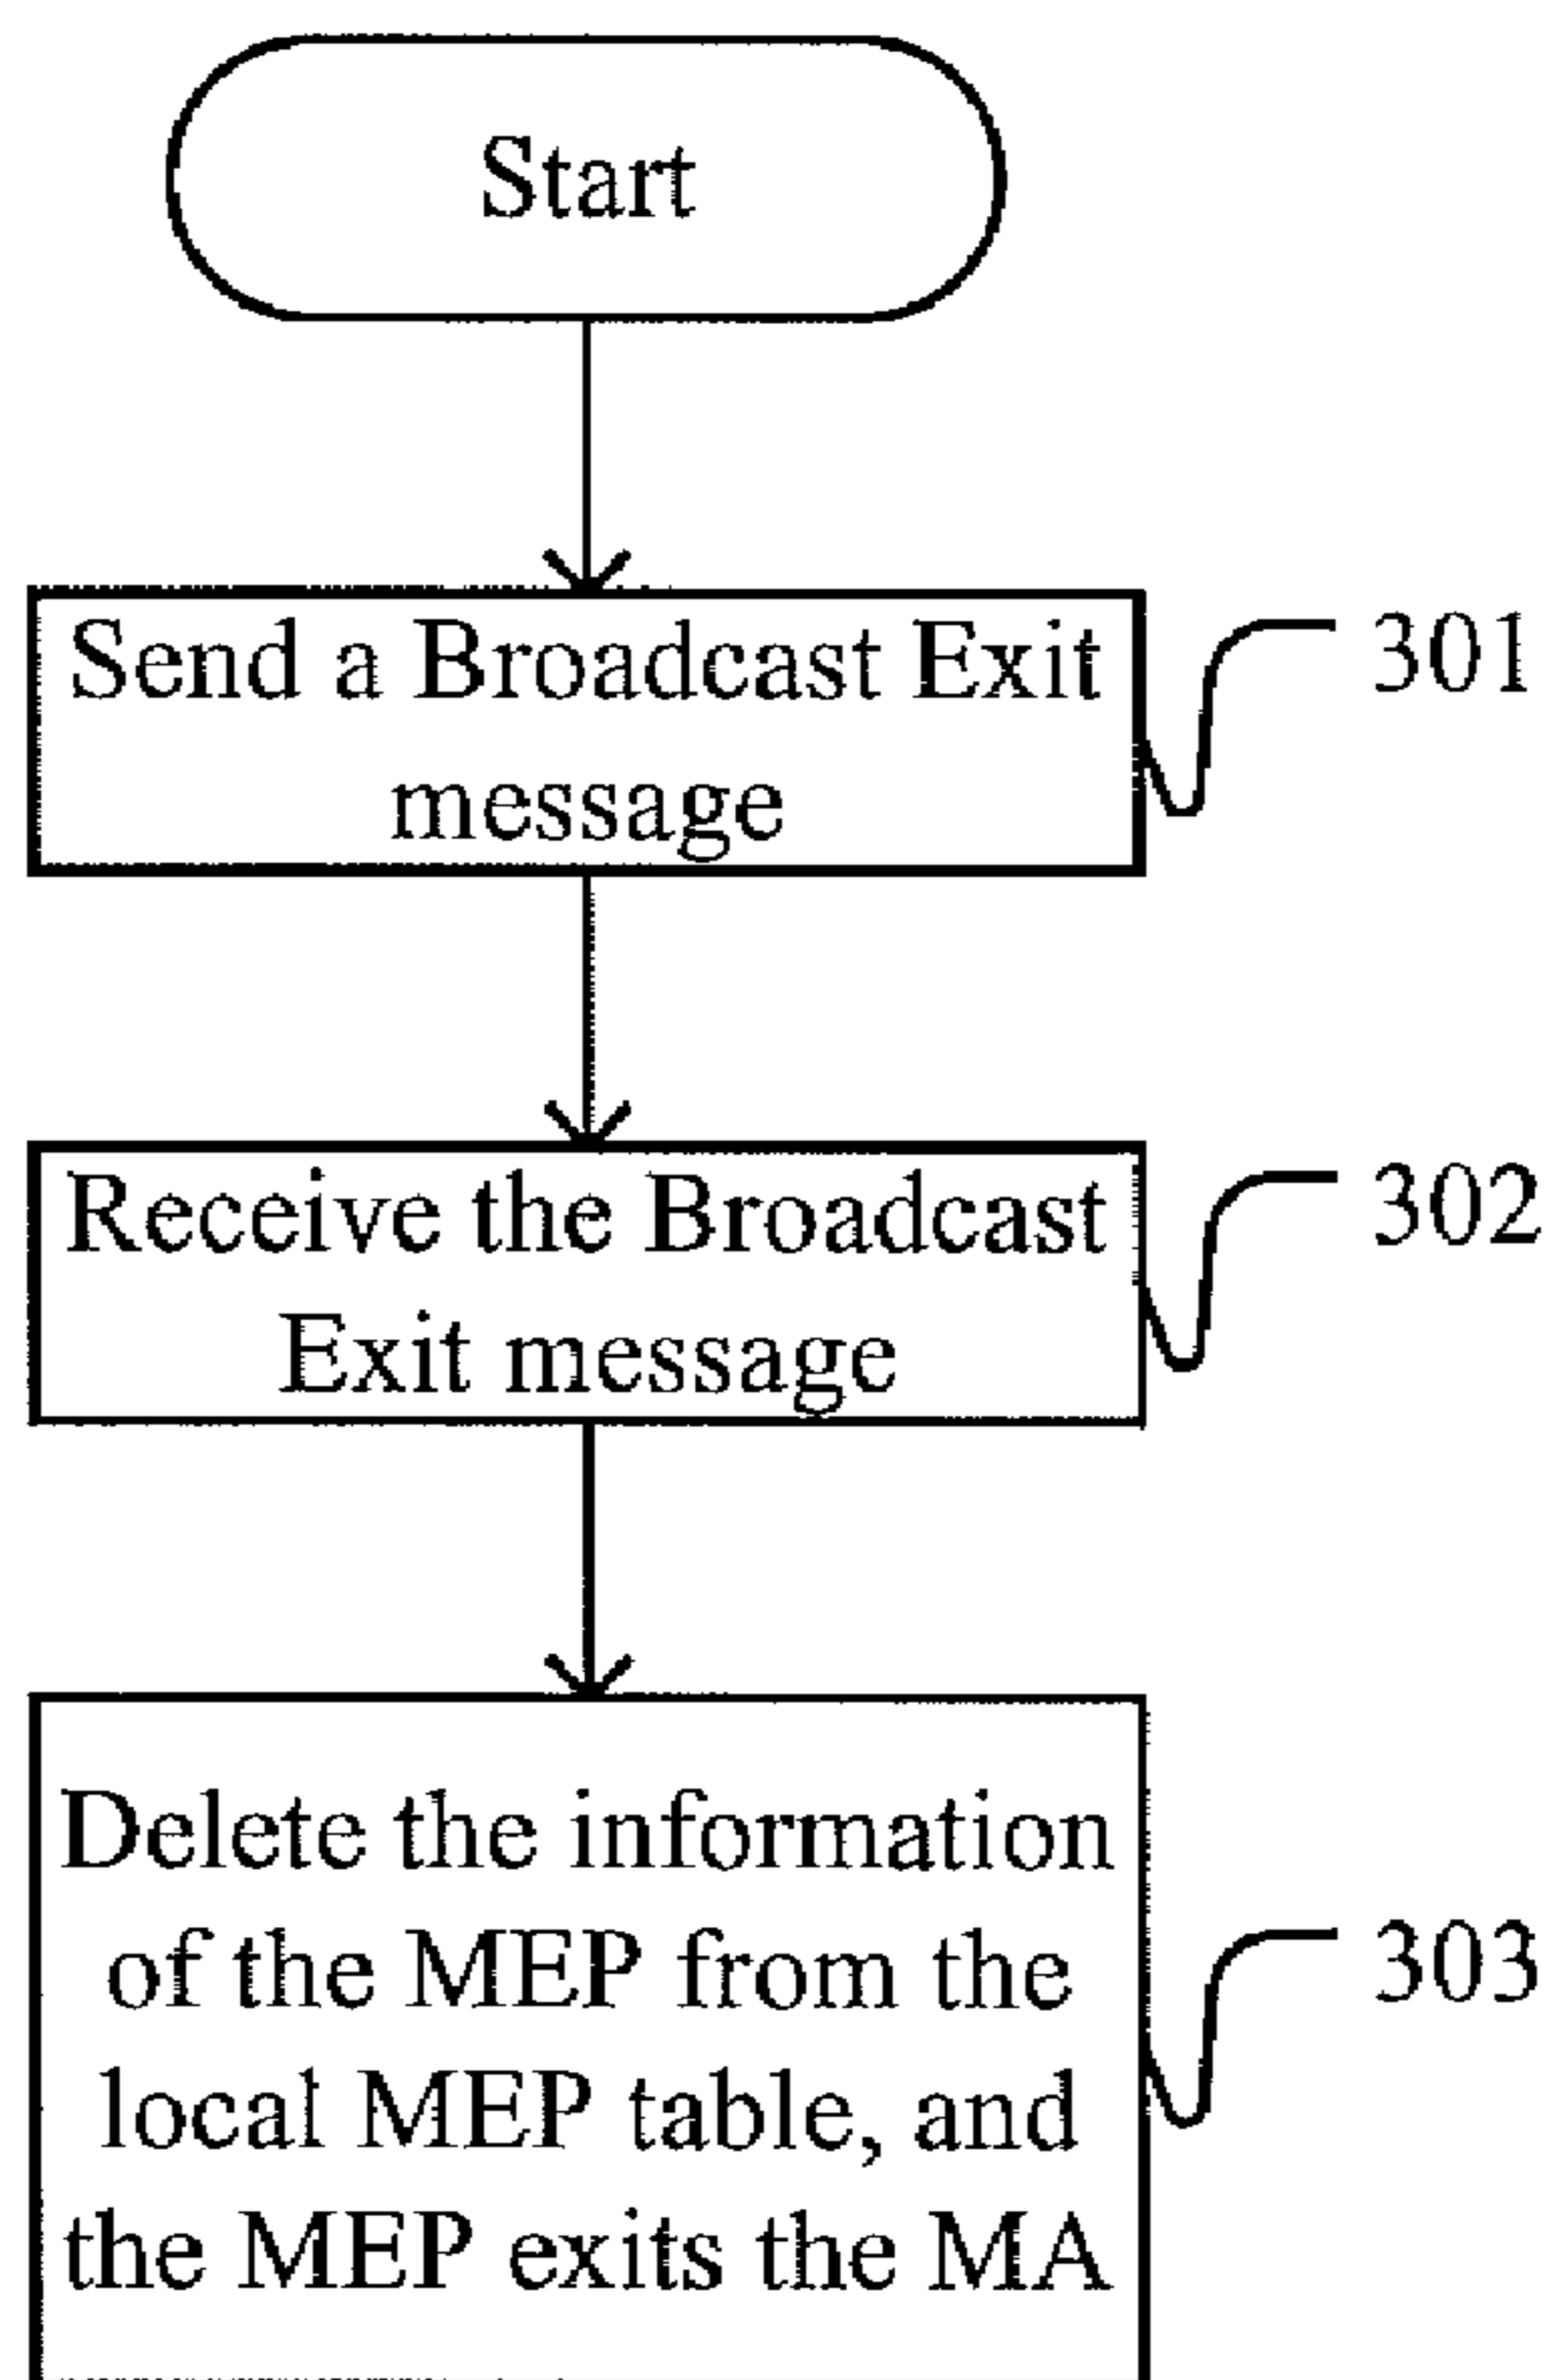 Start
Send a Broadcast Exit
message
301
Receive the Broadcast
Exit message
302
Delete the information
of the MEP from the
local MEP table, and
the MEP exits the MA
303